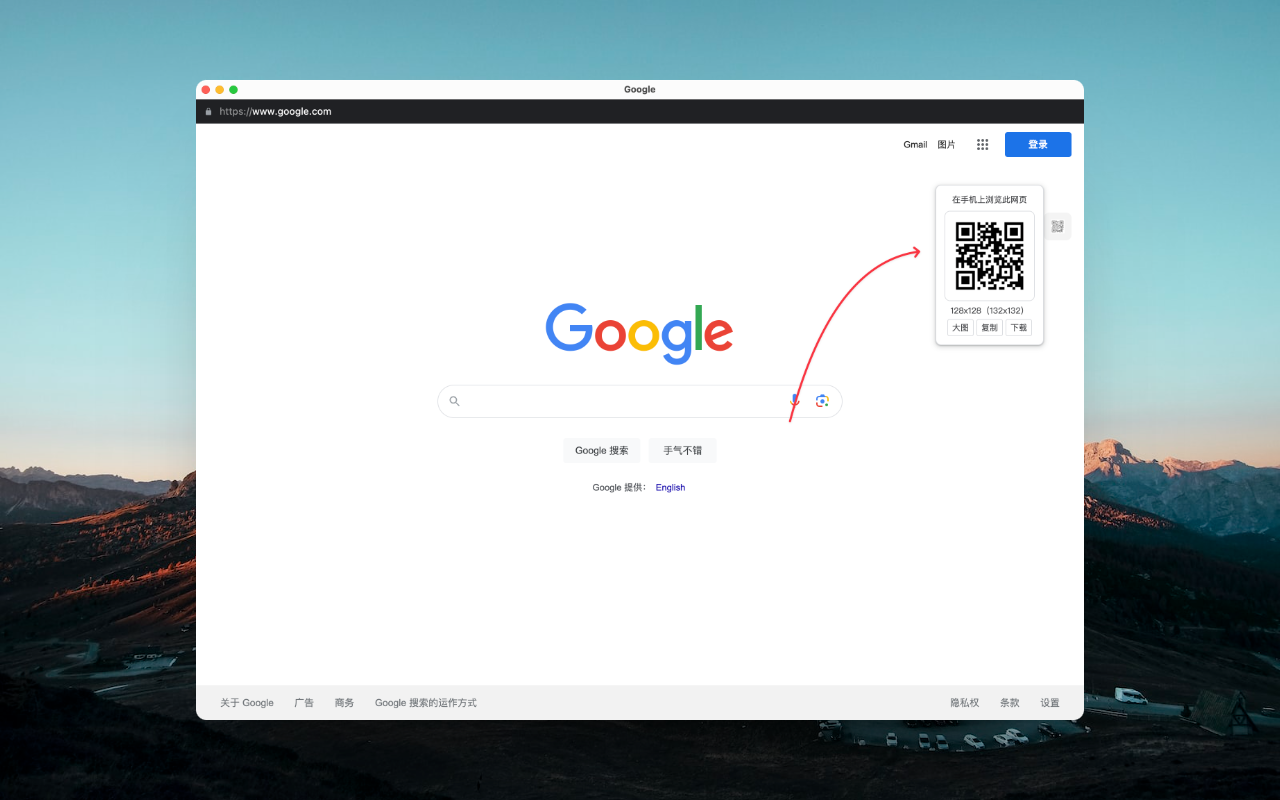 Google
https://www.google.com
Gmail 图片 登录
在手机上浏览此网页
128x128（132x132）
大图 复制 下载
Google
Google 搜索 手气不错
Google 提供： English
关于 Google 广告 商务 Google 搜索的运作方式 隐私权 条款 设置